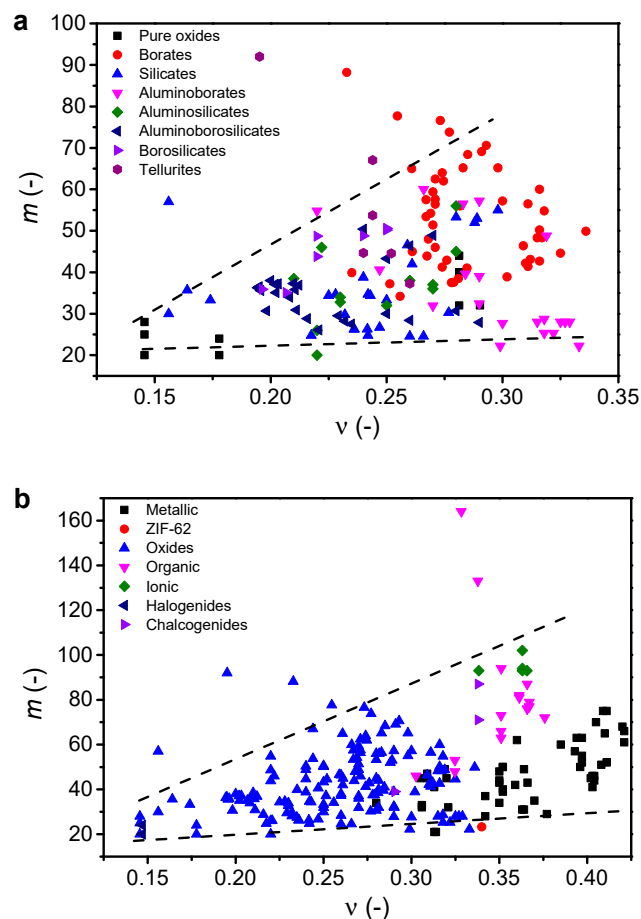 a
Pure oxides
Borates
Silicates
Aluminoborates
Aluminosilicates
Aluminoborosilicates
Borosilicates
Tellurites
100
90
80
70
60
50
40
30
20
10
m (-)
0.15 0.20 0.25 0.30 0.35
ν (-)
b
Metallic
ZIF-62
Oxides
Organic
Ionic
Halogenides
Chalcogenides
160
140
120
100
80
60
40
20
m (-)
0.15 0.20 0.25 0.30 0.35 0.40
ν (-)